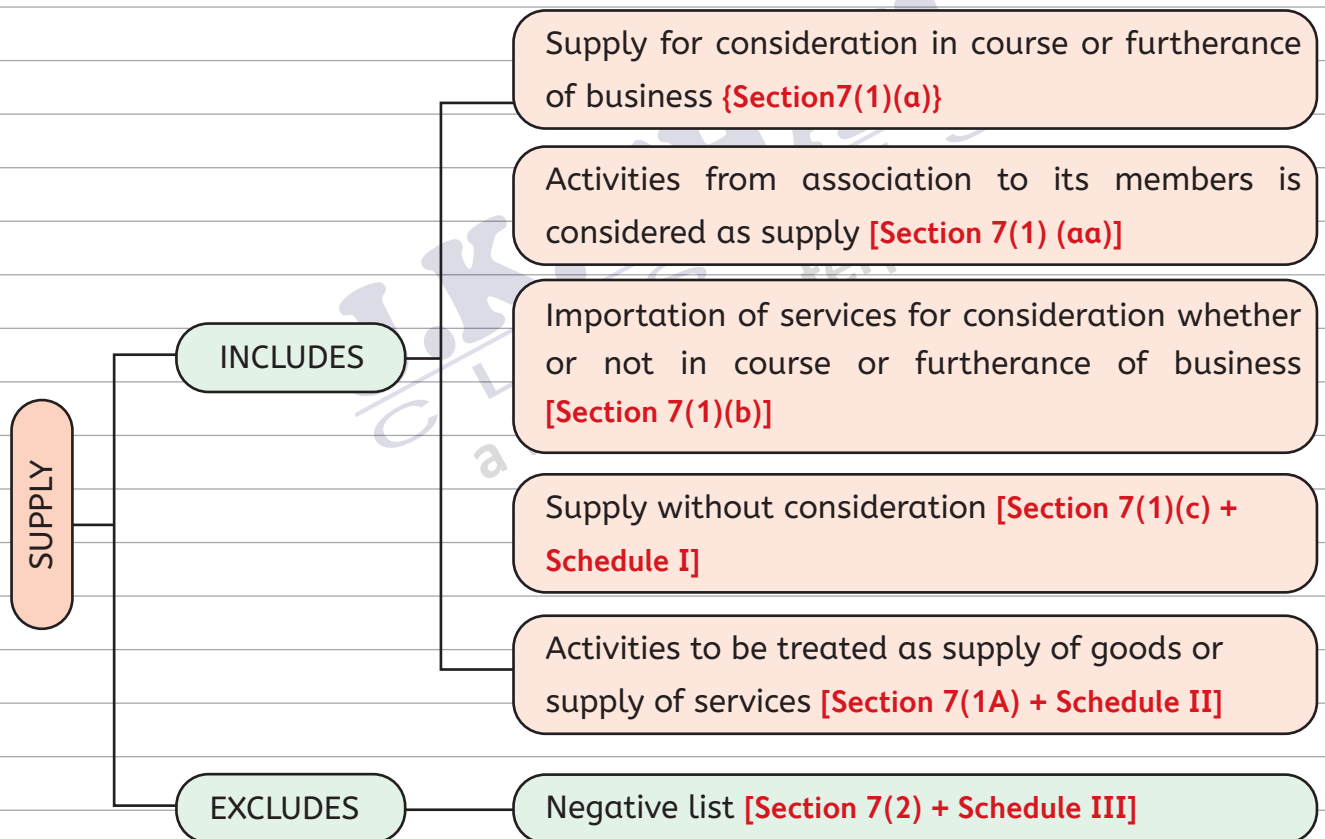 Supply for consideration in course or furtherance
of business {Section7(1)(a)}
Activities from association to its members is
considered as supply [Section 7(1) (aa)]
Importation of services for consideration whether
or not in course or furtherance of business
[Section 7(1)(b)]
INCLUDES
SUPPLY
Supply without consideration [Section 7(1)(c) +
Schedule I]
Activities to be treated as supply of goods or
supply of services [Section 7(1A) + Schedule II]
EXCLUDES
Negative list [Section 7(2) + Schedule III]